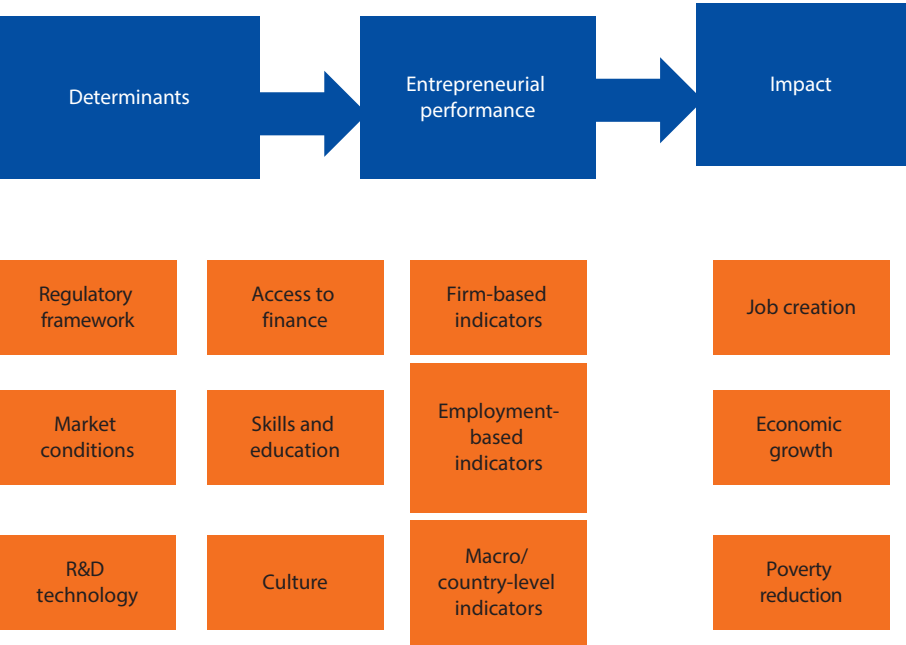 Determinants
Entrepreneurial
performance
Impact
Regulatory
framework
Access to
finance
Firm-based
indicators
Job creation
Market
conditions
Skills and
education
Employment-
based
indicators
Economic
growth
R&D
technology
Culture
Macro/
country-level
indicators
Poverty
reduction